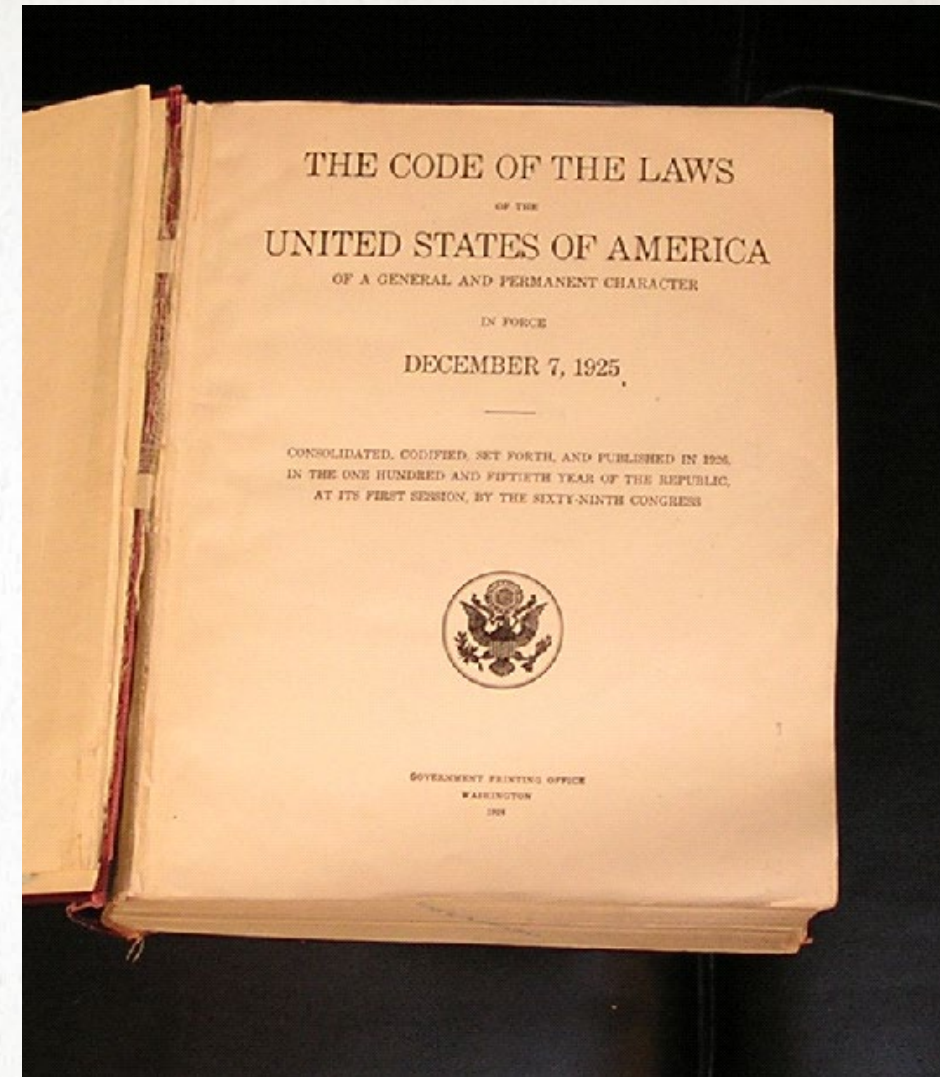 THE CODE OF THE LAWS
OF THE
UNITED STATES OF AMERICA
OF A GENERAL AND PERMANENT CHARACTER
IN FORCE
DECEMBER 7, 1925
CONSOLIDATED, CODIFIED, SET FORTH, AND PUBLISHED IN 1926,
IN THE ONE HUNDRED AND FIFTIETH YEAR OF THE REPUBLIC,
AT ITS FIRST SESSION, BY THE SIXTY-NINTH CONGRESS
GOVERNMENT PRINTING OFFICE
WASHINGTON